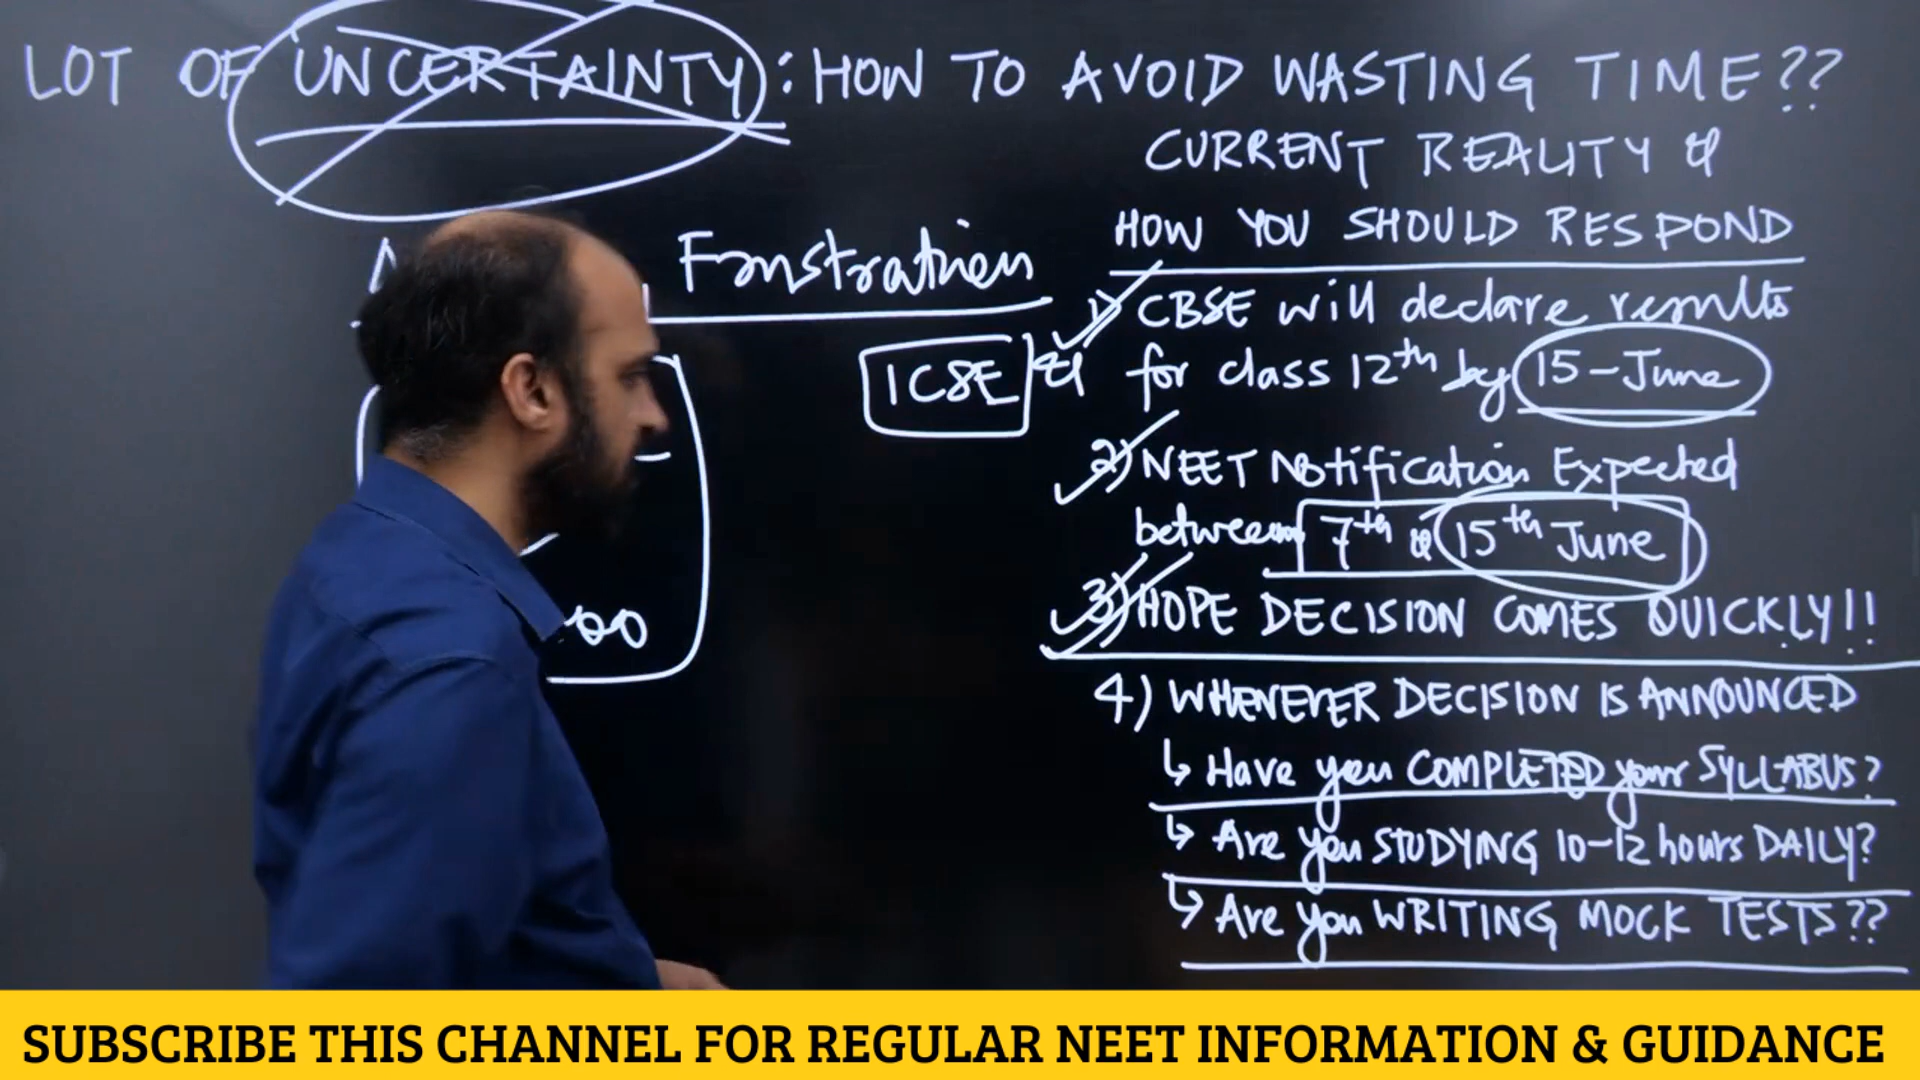 LOT OF UNCERTAINTY : HOW TO AVOID WASTING TIME??
CURRENT REALITY &
HOW YOU SHOULD RESPOND
Frustration
1) CBSE will declare results
ICSE & for class 12th by 15-June
2) NEET Notification Expected
between 7th & 15th June
3) HOPE DECISION COMES QUICKLY!!
4) WHENEVER DECISION IS ANNOUNCED
↳ Have you COMPLETED your SYLLABUS?
↳ Are you STUDYING 10-12 hours DAILY?
↳ Are you WRITING MOCK TESTS??
SUBSCRIBE THIS CHANNEL FOR REGULAR NEET INFORMATION & GUIDANCE